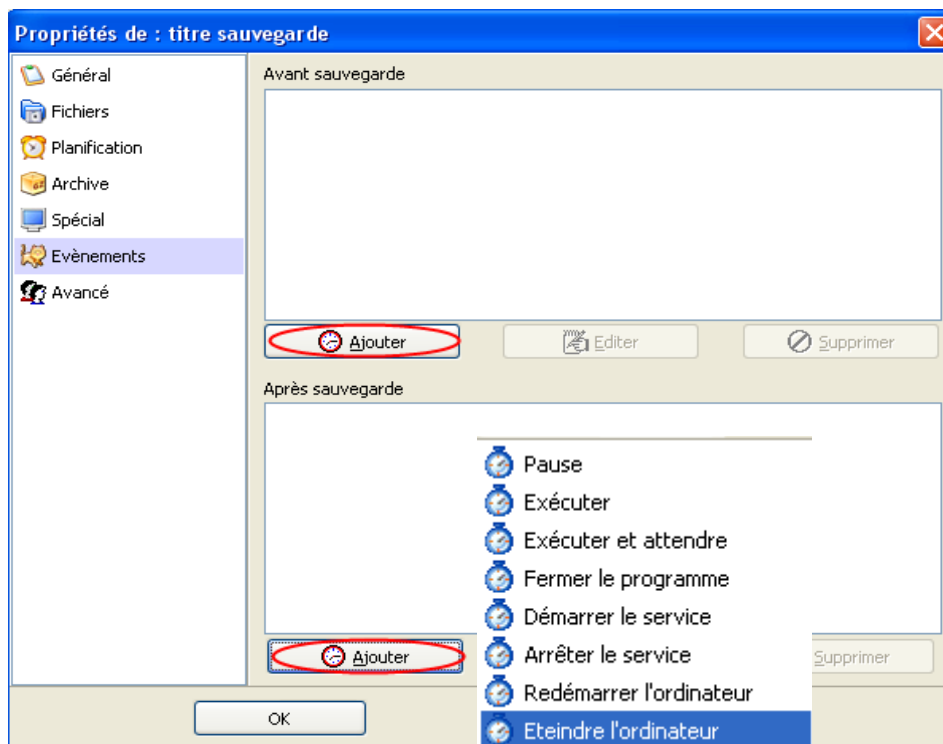 Propriétés de : titre sauvegarde
Général
Fichiers
Planification
Archive
Spécial
Evènements
Avancé
Avant sauvegarde
Ajouter
Editer
Supprimer
Après sauvegarde
Pause
Exécuter
Exécuter et attendre
Fermer le programme
Démarrer le service
Arrêter le service
Redémarrer l'ordinateur
Eteindre l'ordinateur
Ajouter
Supprimer
OK